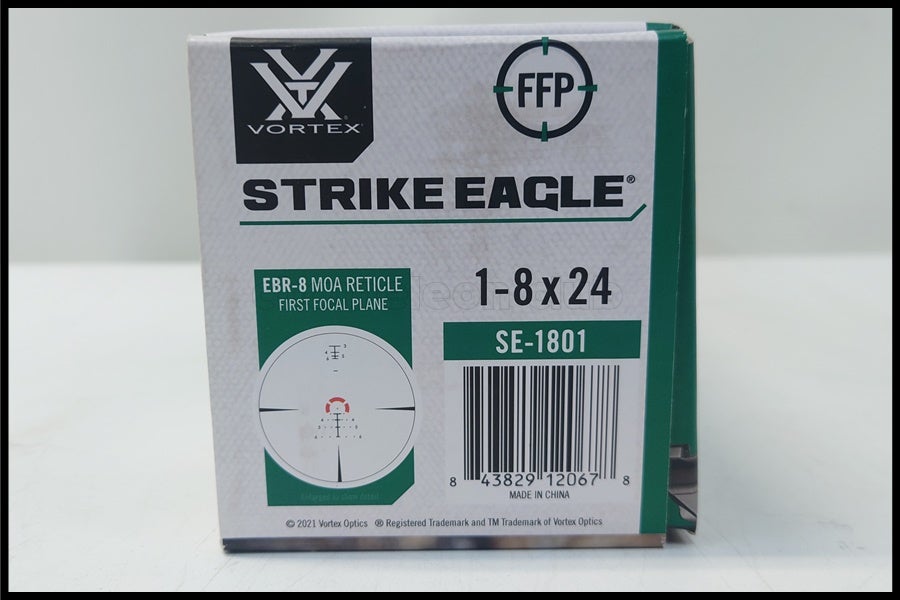 VORTEX®
FFP
STRIKE EAGLE®
EBR-8 MOA RETICLE
FIRST FOCAL PLANE
1-8 x 24
SE-1801
8 43829 12067 8
MADE IN CHINA
Enlarged to show detail
© 2021 Vortex Optics ® Registered Trademark and TM Trademark of Vortex Optics